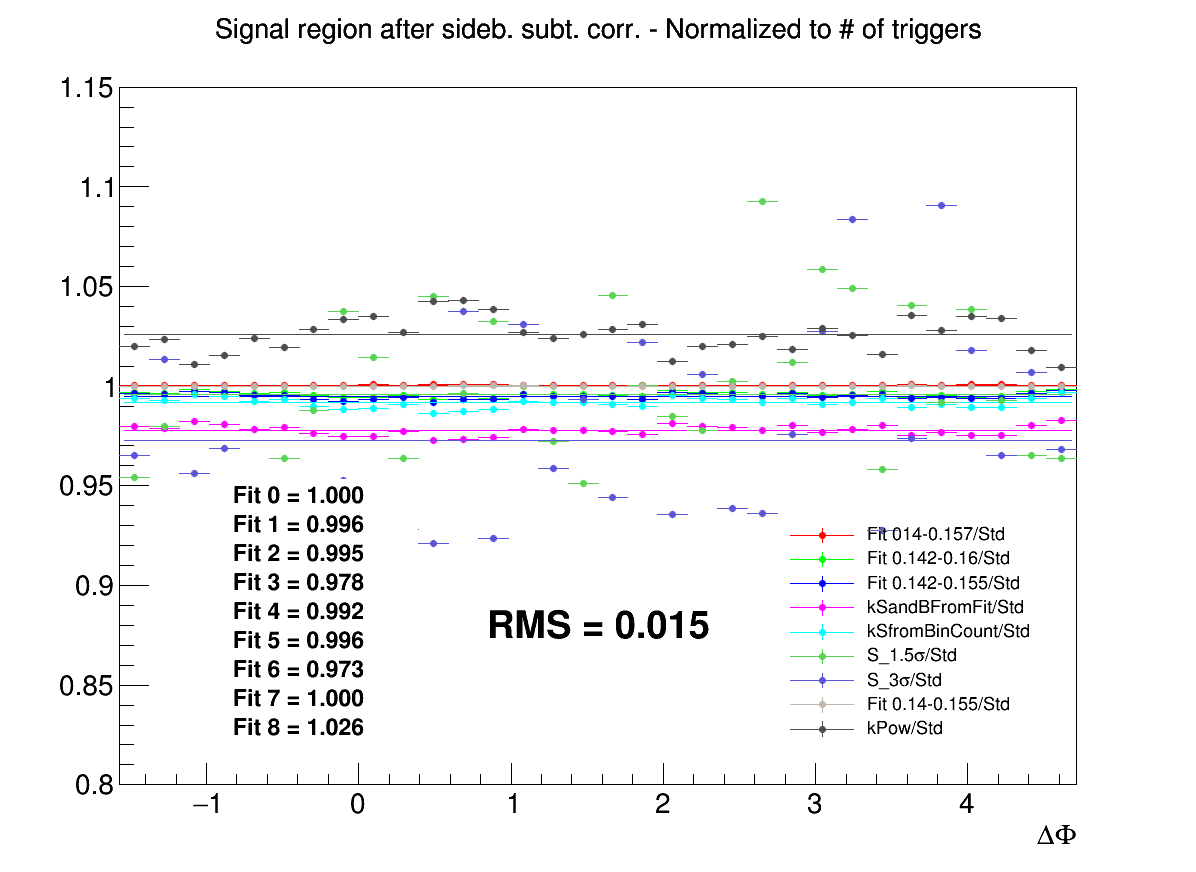 Signal region after sideb. subt. corr. - Normalized to # of triggers
1.15
1.1
1.05
1
0.95
0.9
0.85
0.8
Fit 0 = 1.000
Fit 1 = 0.996
Fit 2 = 0.995
Fit 3 = 0.978
Fit 4 = 0.992
Fit 5 = 0.996
Fit 6 = 0.973
Fit 7 = 1.000
Fit 8 = 1.026
RMS = 0.015
Fit 014-0.157/Std
Fit 0.142-0.16/Std
Fit 0.142-0.155/Std
kSandBFromFit/Std
kSfromBinCount/Std
S_1.5σ/Std
S_3σ/Std
Fit 0.14-0.155/Std
kPow/Std
−1 0 1 2 3 4
ΔΦ